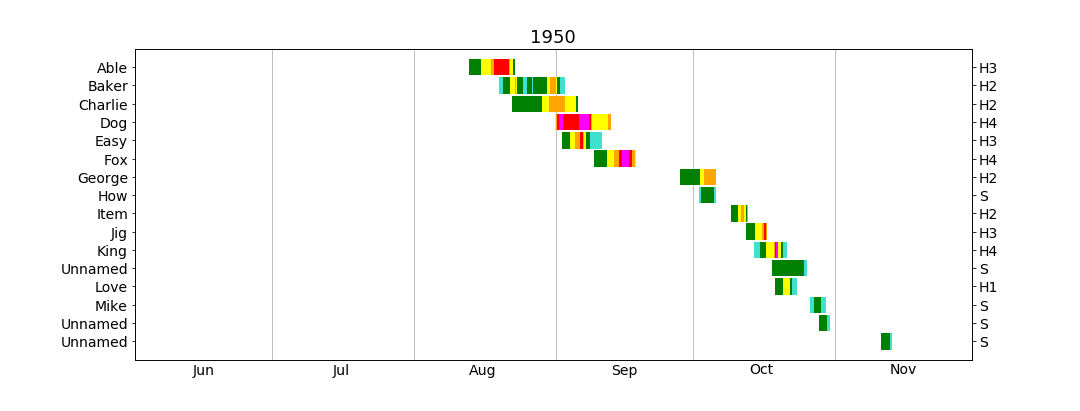 1950
Able H3
Baker H2
Charlie H2
Dog H4
Easy H3
Fox H4
George H2
How S
Item H2
Jig H3
King H4
Unnamed S
Love H1
Mike S
Unnamed S
Unnamed S
Jun Jul Aug Sep Oct Nov